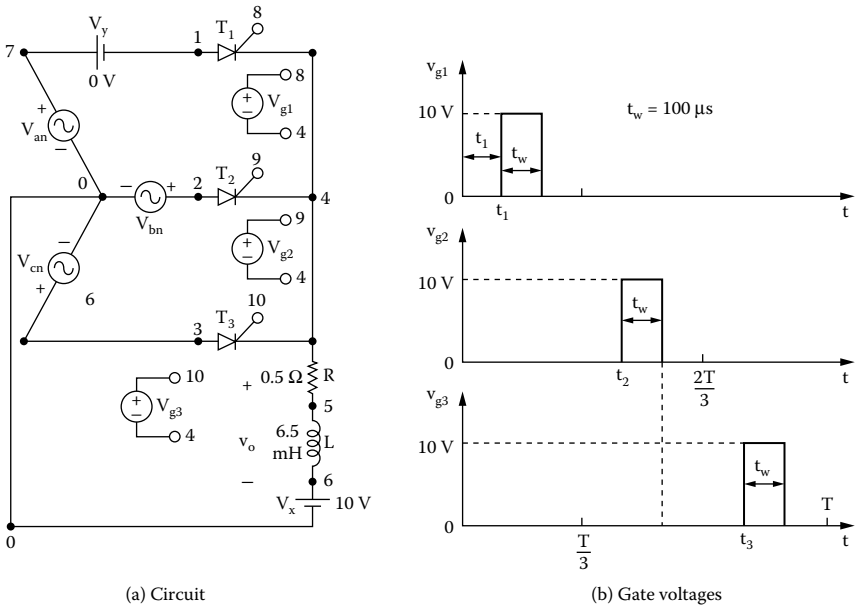 V_y
0 V
7
1
T_1
8
8
V_g1
4
V_an
0
2
T_2
9
4
V_bn
9
V_g2
4
V_cn
6
3
T_3
10
10
V_g3
4
0.5 Ω
R
5
v_o
6.5
mH
L
6
V_x
10 V
0
(a) Circuit
v_g1
10 V
t_w = 100 μs
t_1
t_w
0
t_1
t
v_g2
10 V
t_w
0
t_2
2T
3
t
v_g3
10 V
t_w
T
0
T
3
t_3
t
(b) Gate voltages